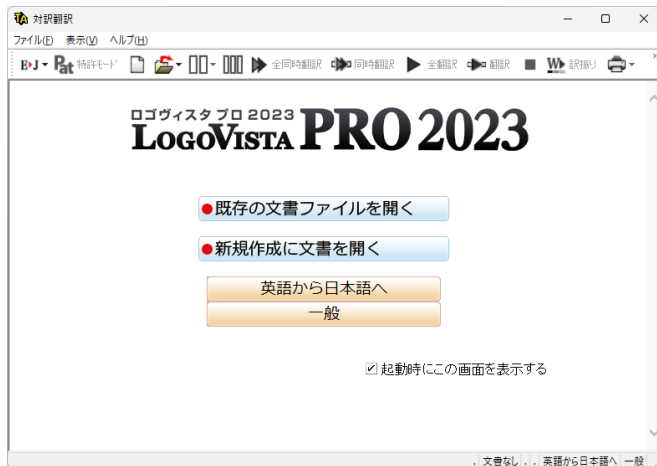 対訳翻訳
ファイル(F) 表示(V) ヘルプ(H)
E▸J Pat 特許モード 全同時翻訳 同時翻訳 全翻訳 翻訳 W 訳振り
ロゴヴィスタ プロ 2023
LOGOVISTA PRO 2023
●既存の文書ファイルを開く
●新規作成に文書を開く
英語から日本語へ
一般
起動時にこの画面を表示する
文書なし 英語から日本語へ 一般